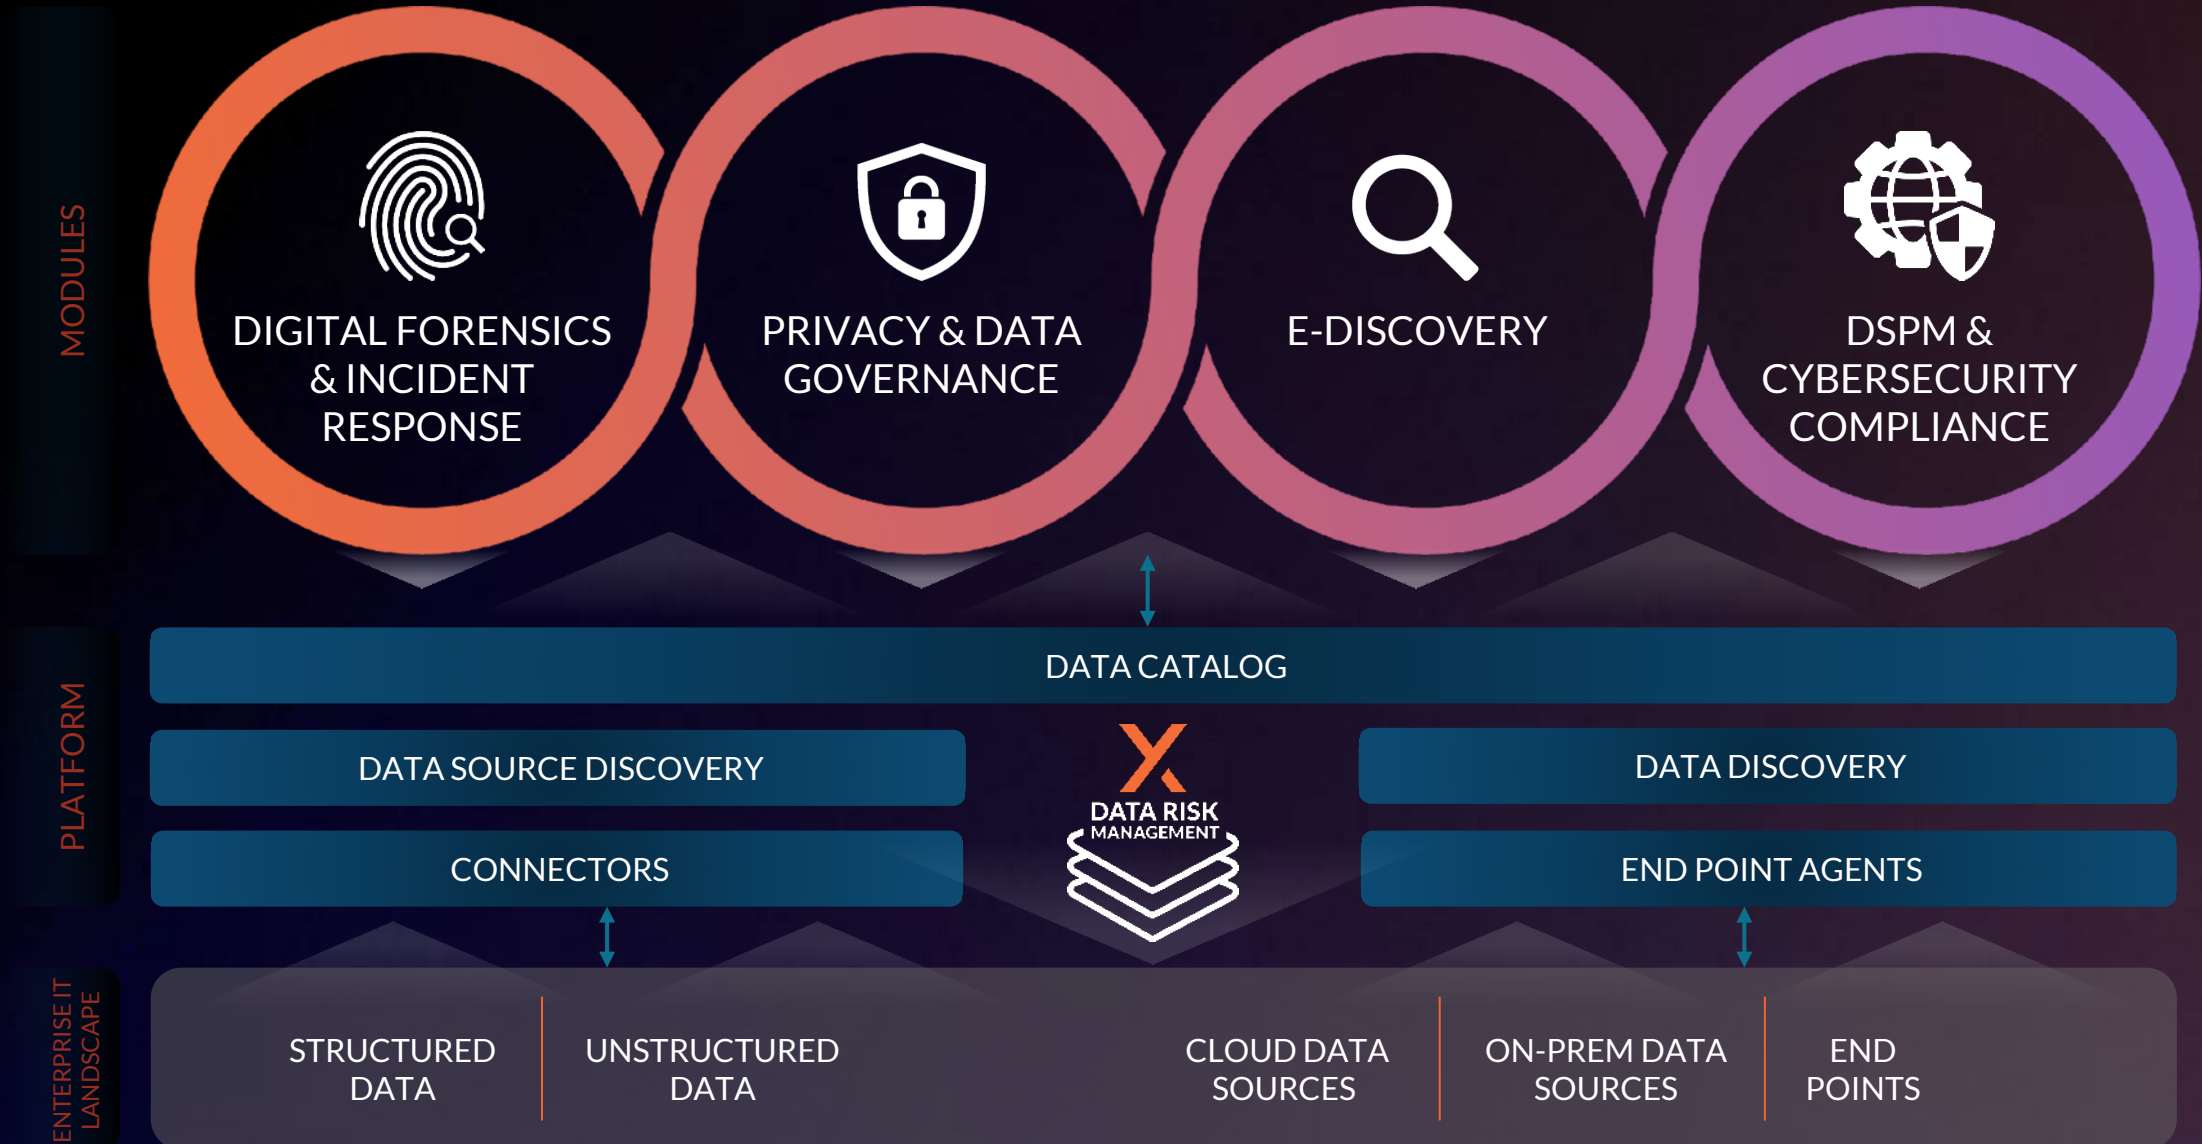 MODULES
DIGITAL FORENSICS
& INCIDENT
RESPONSE
PRIVACY & DATA
GOVERNANCE
E-DISCOVERY
DSPM &
CYBERSECURITY
COMPLIANCE
PLATFORM
DATA CATALOG
DATA SOURCE DISCOVERY
DATA RISK
MANAGEMENT
DATA DISCOVERY
CONNECTORS
END POINT AGENTS
ENTERPRISE IT
LANDSCAPE
STRUCTURED
DATA
UNSTRUCTURED
DATA
CLOUD DATA
SOURCES
ON-PREM DATA
SOURCES
END
POINTS